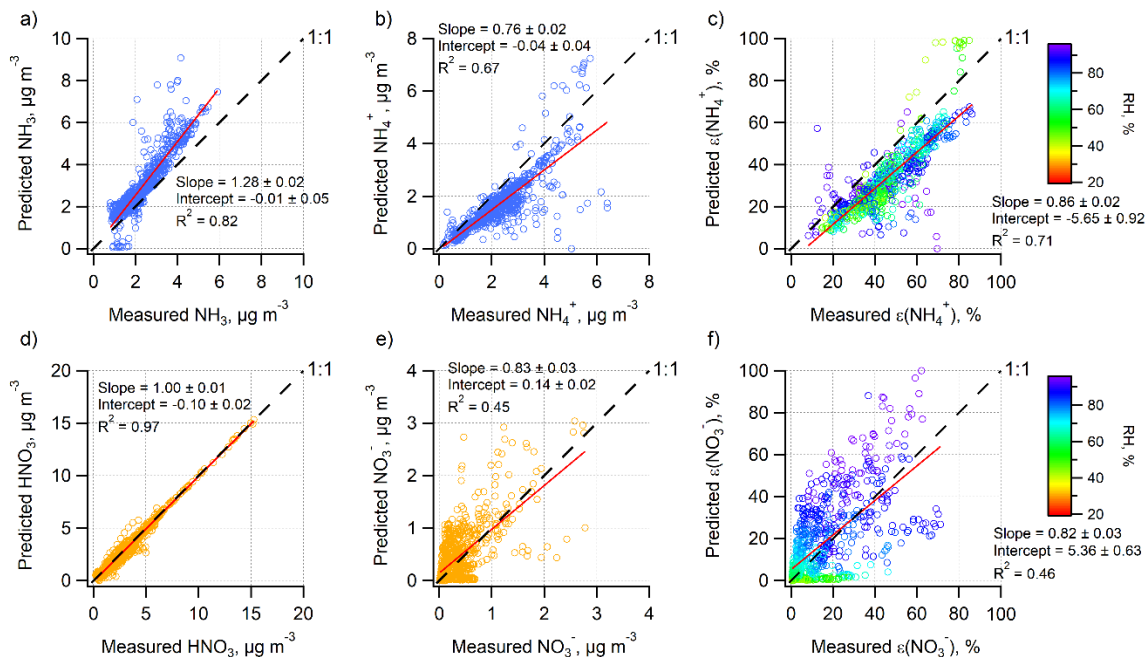 a)
Predicted NH3, µg m-3
10
8
6
4
2
0
0 2 4 6 8 10
Measured NH3, µg m-3
1:1
Slope = 1.28 ± 0.02
Intercept = -0.01 ± 0.05
R2 = 0.82
b)
Predicted NH4+, µg m-3
8
6
4
2
0
0 2 4 6 8
Measured NH4+, µg m-3
1:1
Slope = 0.76 ± 0.02
Intercept = -0.04 ± 0.04
R2 = 0.67
c)
Predicted ε(NH4+), %
100
80
60
40
20
0
0 20 40 60 80 100
Measured ε(NH4+), %
1:1
80
60
40
20
RH, %
0.86 ± 0.02
Slope =
Intercept = -5.65 ± 0.92
R2 = 0.71
d)
Predicted HNO3, µg m-3
20
15
10
5
0
0 5 10 15 20
Measured HNO3, µg m-3
1:1
Slope = 1.00 ± 0.01
Intercept = -0.10 ± 0.02
R2 = 0.97
e)
Predicted NO3-, µg m-3
4
3
2
1
0
0 1 2 3 4
Measured NO3-, µg m-3
1:1
Slope = 0.83 ± 0.03
Intercept = 0.14 ± 0.02
R2 = 0.45
f)
Predicted ε(NO3-), %
100
80
60
40
20
0
0 20 40 60 80 100
Measured ε(NO3-), %
1:1
80
60
40
20
RH, %
Slope = 0.82 ± 0.03
Intercept = 5.36 ± 0.63
R2 = 0.46